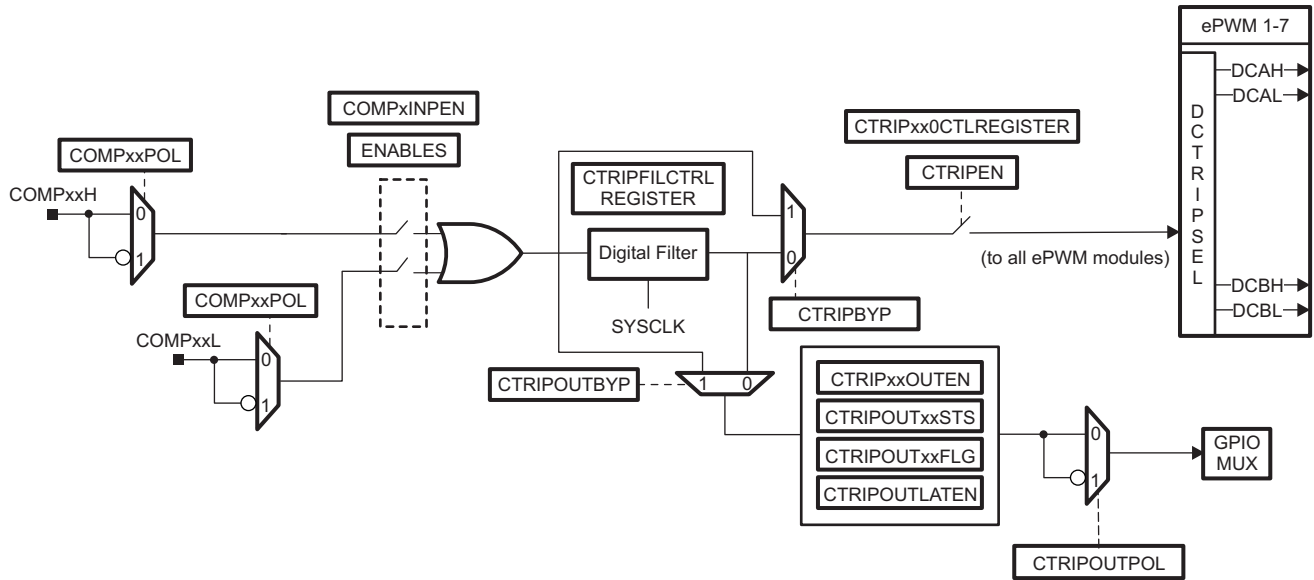 ePWM 1-7
DCAH
DCAL
DCTRIPSEL
DCBH
DCBL
COMPxINPEN
ENABLES
COMPxxPOL
COMPxxH
0
1
COMPxxPOL
COMPxxL
0
1
CTRIPFILCTRL
REGISTER
Digital Filter
SYSCLK
CTRIPxx0CTLREGISTER
CTRIPEN
1
0
(to all ePWM modules)
CTRIPBYP
CTRIPOUTBYP
1 0
CTRIPxxOUTEN
CTRIPOUTxxSTS
CTRIPOUTxxFLG
CTRIPOUTLATEN
0
1
GPIO
MUX
CTRIPOUTPOL